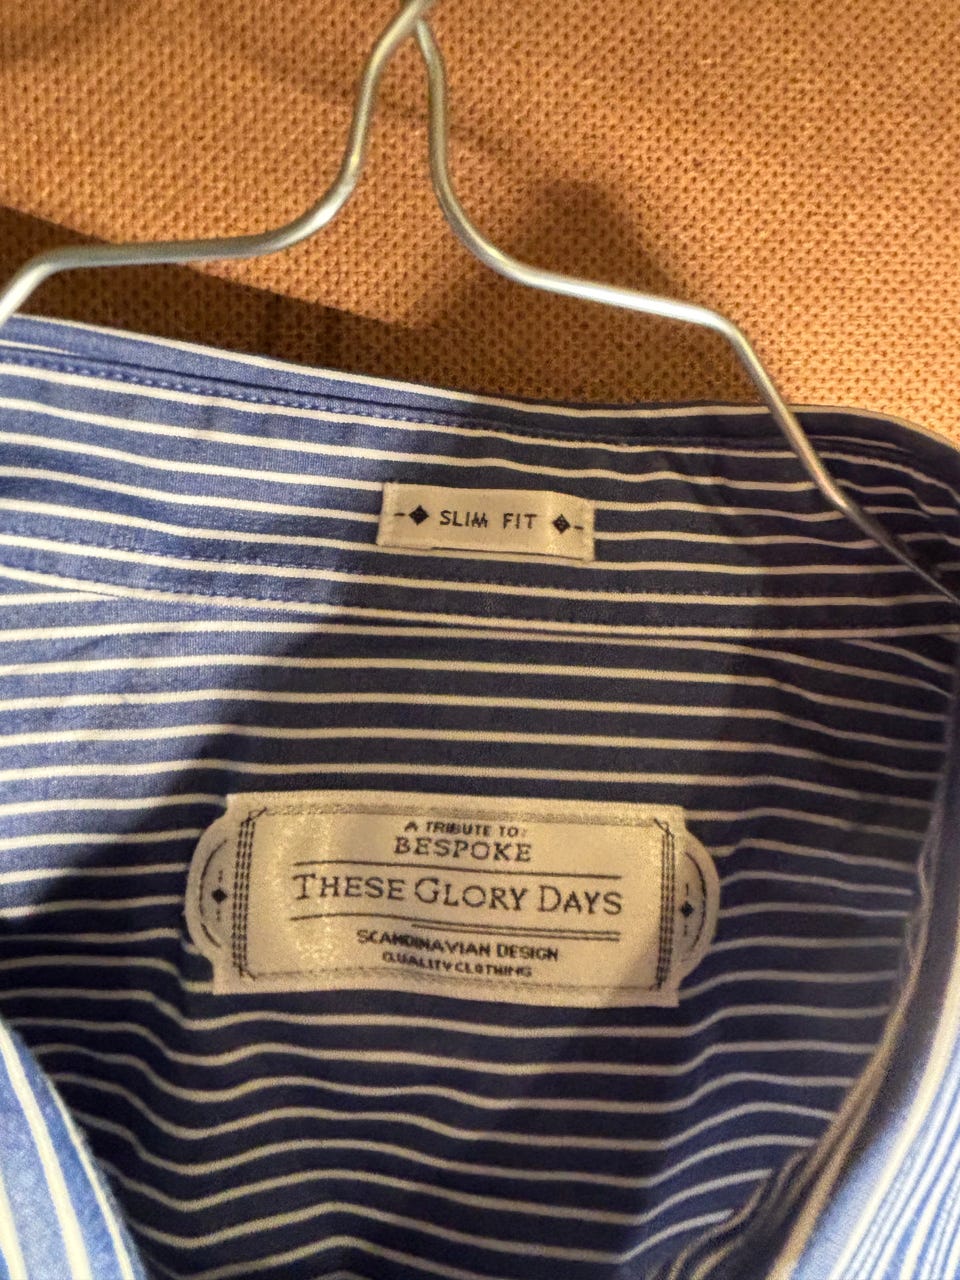 SLIM FIT
A TRIBUTE TO:
BESPOKE
THESE GLORY DAYS
SCANDINAVIAN DESIGN
QUALITY CLOTHING